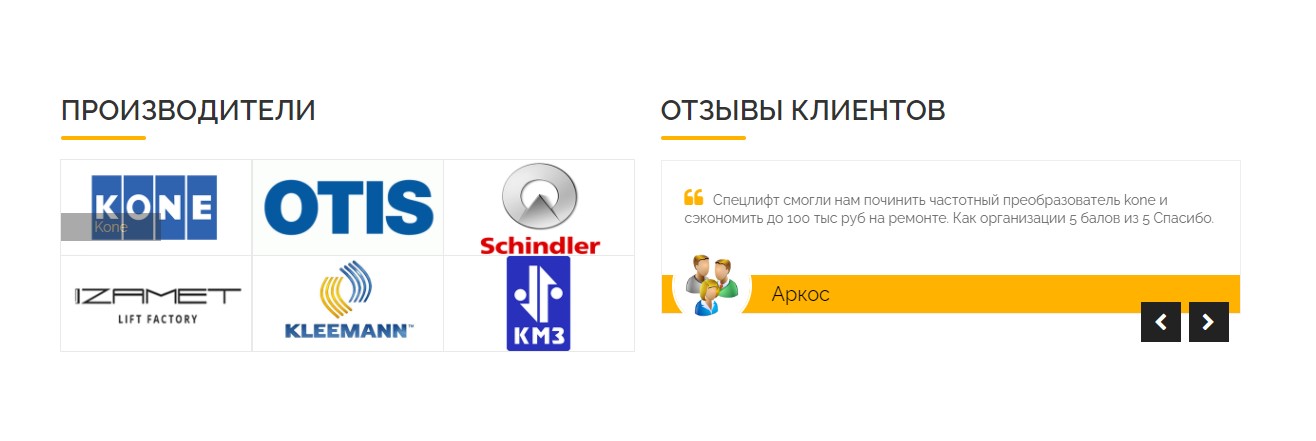 ПРОИЗВОДИТЕЛИ
KONE
Kone
OTIS
Schindler
IZAMET
LIFT FACTORY
KLEEMANN™
КМЗ
ОТЗЫВЫ КЛИЕНТОВ
Спецлифт смогли нам починить частотный преобразователь kone и
сэкономить до 100 тыс руб на ремонте. Как организации 5 балов из 5 Спасибо.
Аркос